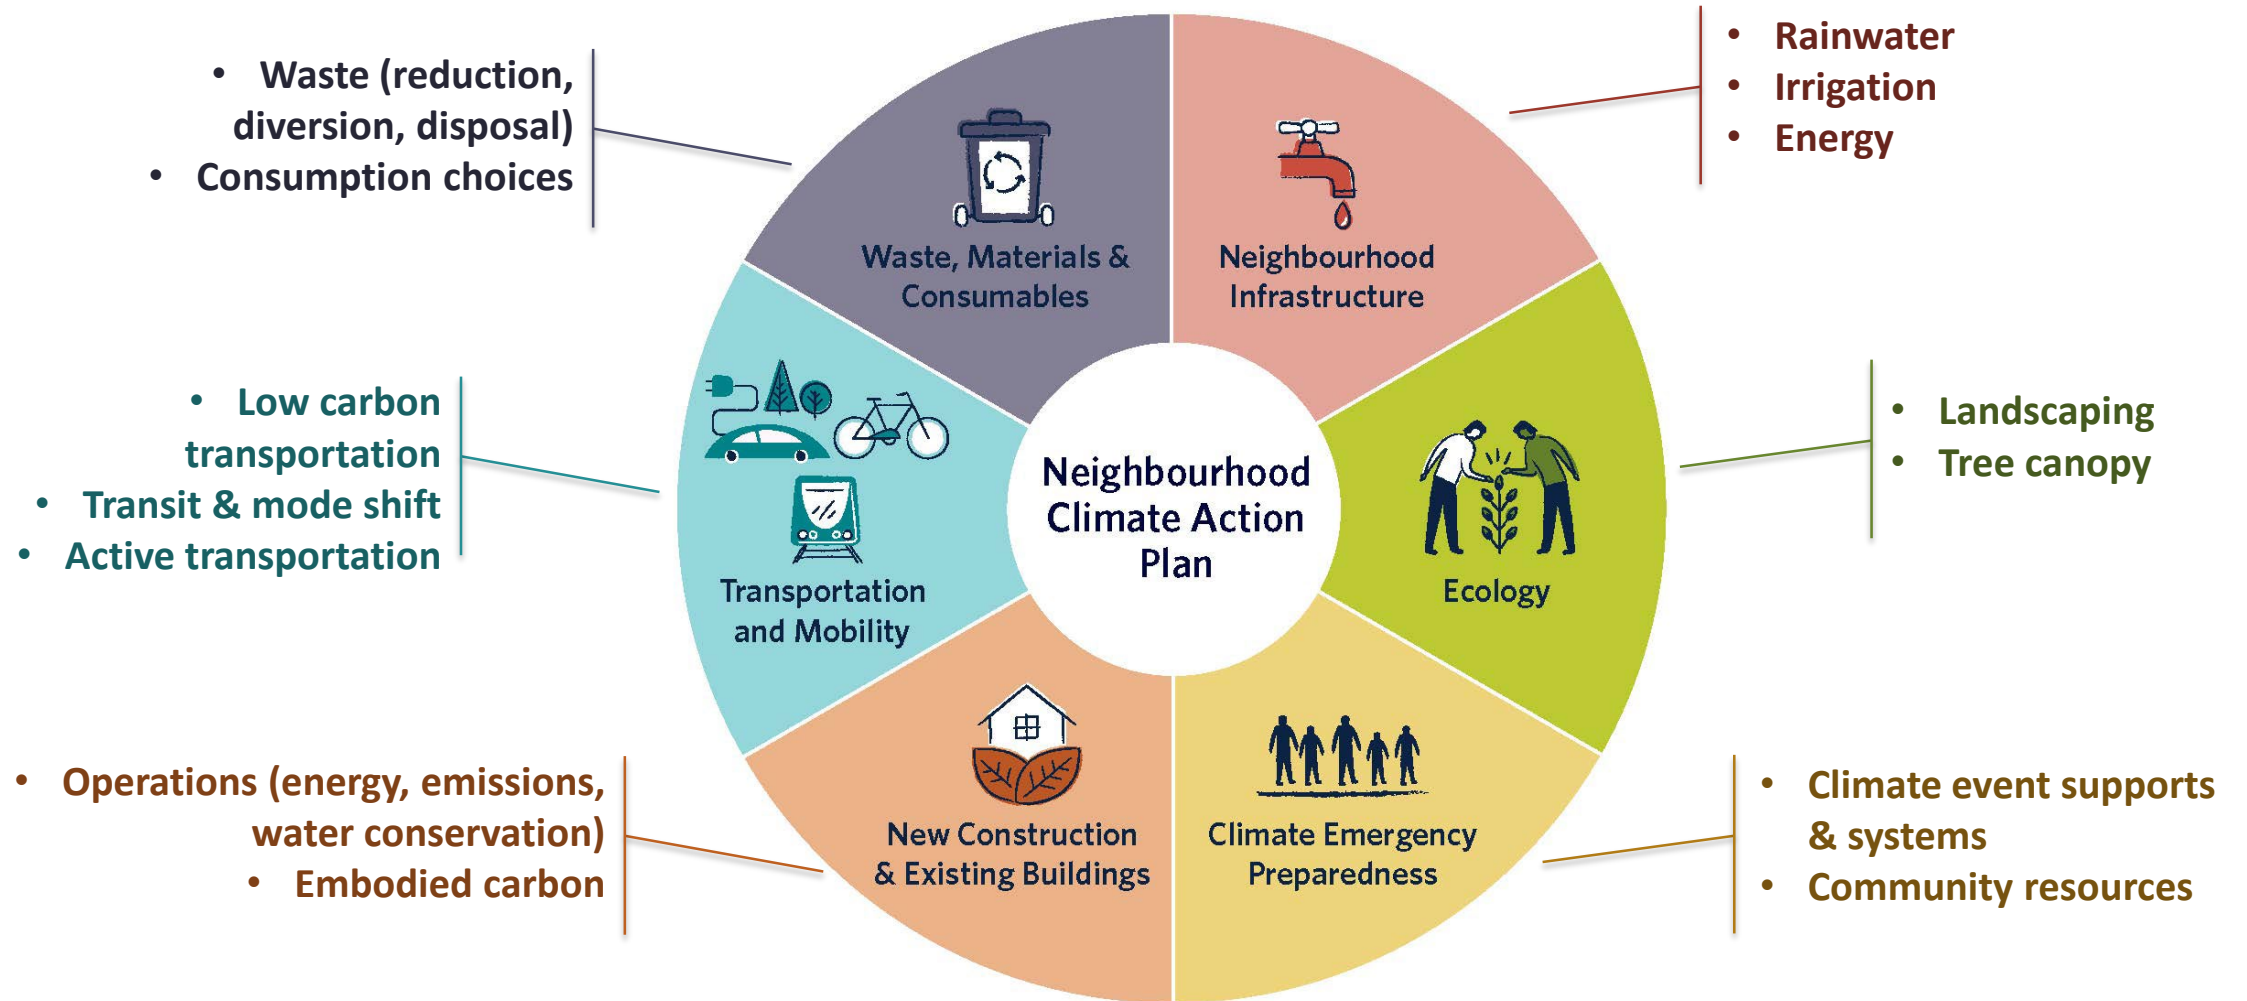 • Waste (reduction,
diversion, disposal)
• Consumption choices
• Rainwater
• Irrigation
• Energy
Waste, Materials &
Consumables
Neighbourhood
Infrastructure
• Low carbon
transportation
• Transit & mode shift
• Active transportation
Transportation
and Mobility
Neighbourhood
Climate Action
Plan
Ecology
• Landscaping
• Tree canopy
• Operations (energy, emissions,
water conservation)
• Embodied carbon
New Construction
& Existing Buildings
Climate Emergency
Preparedness
• Climate event supports
& systems
• Community resources